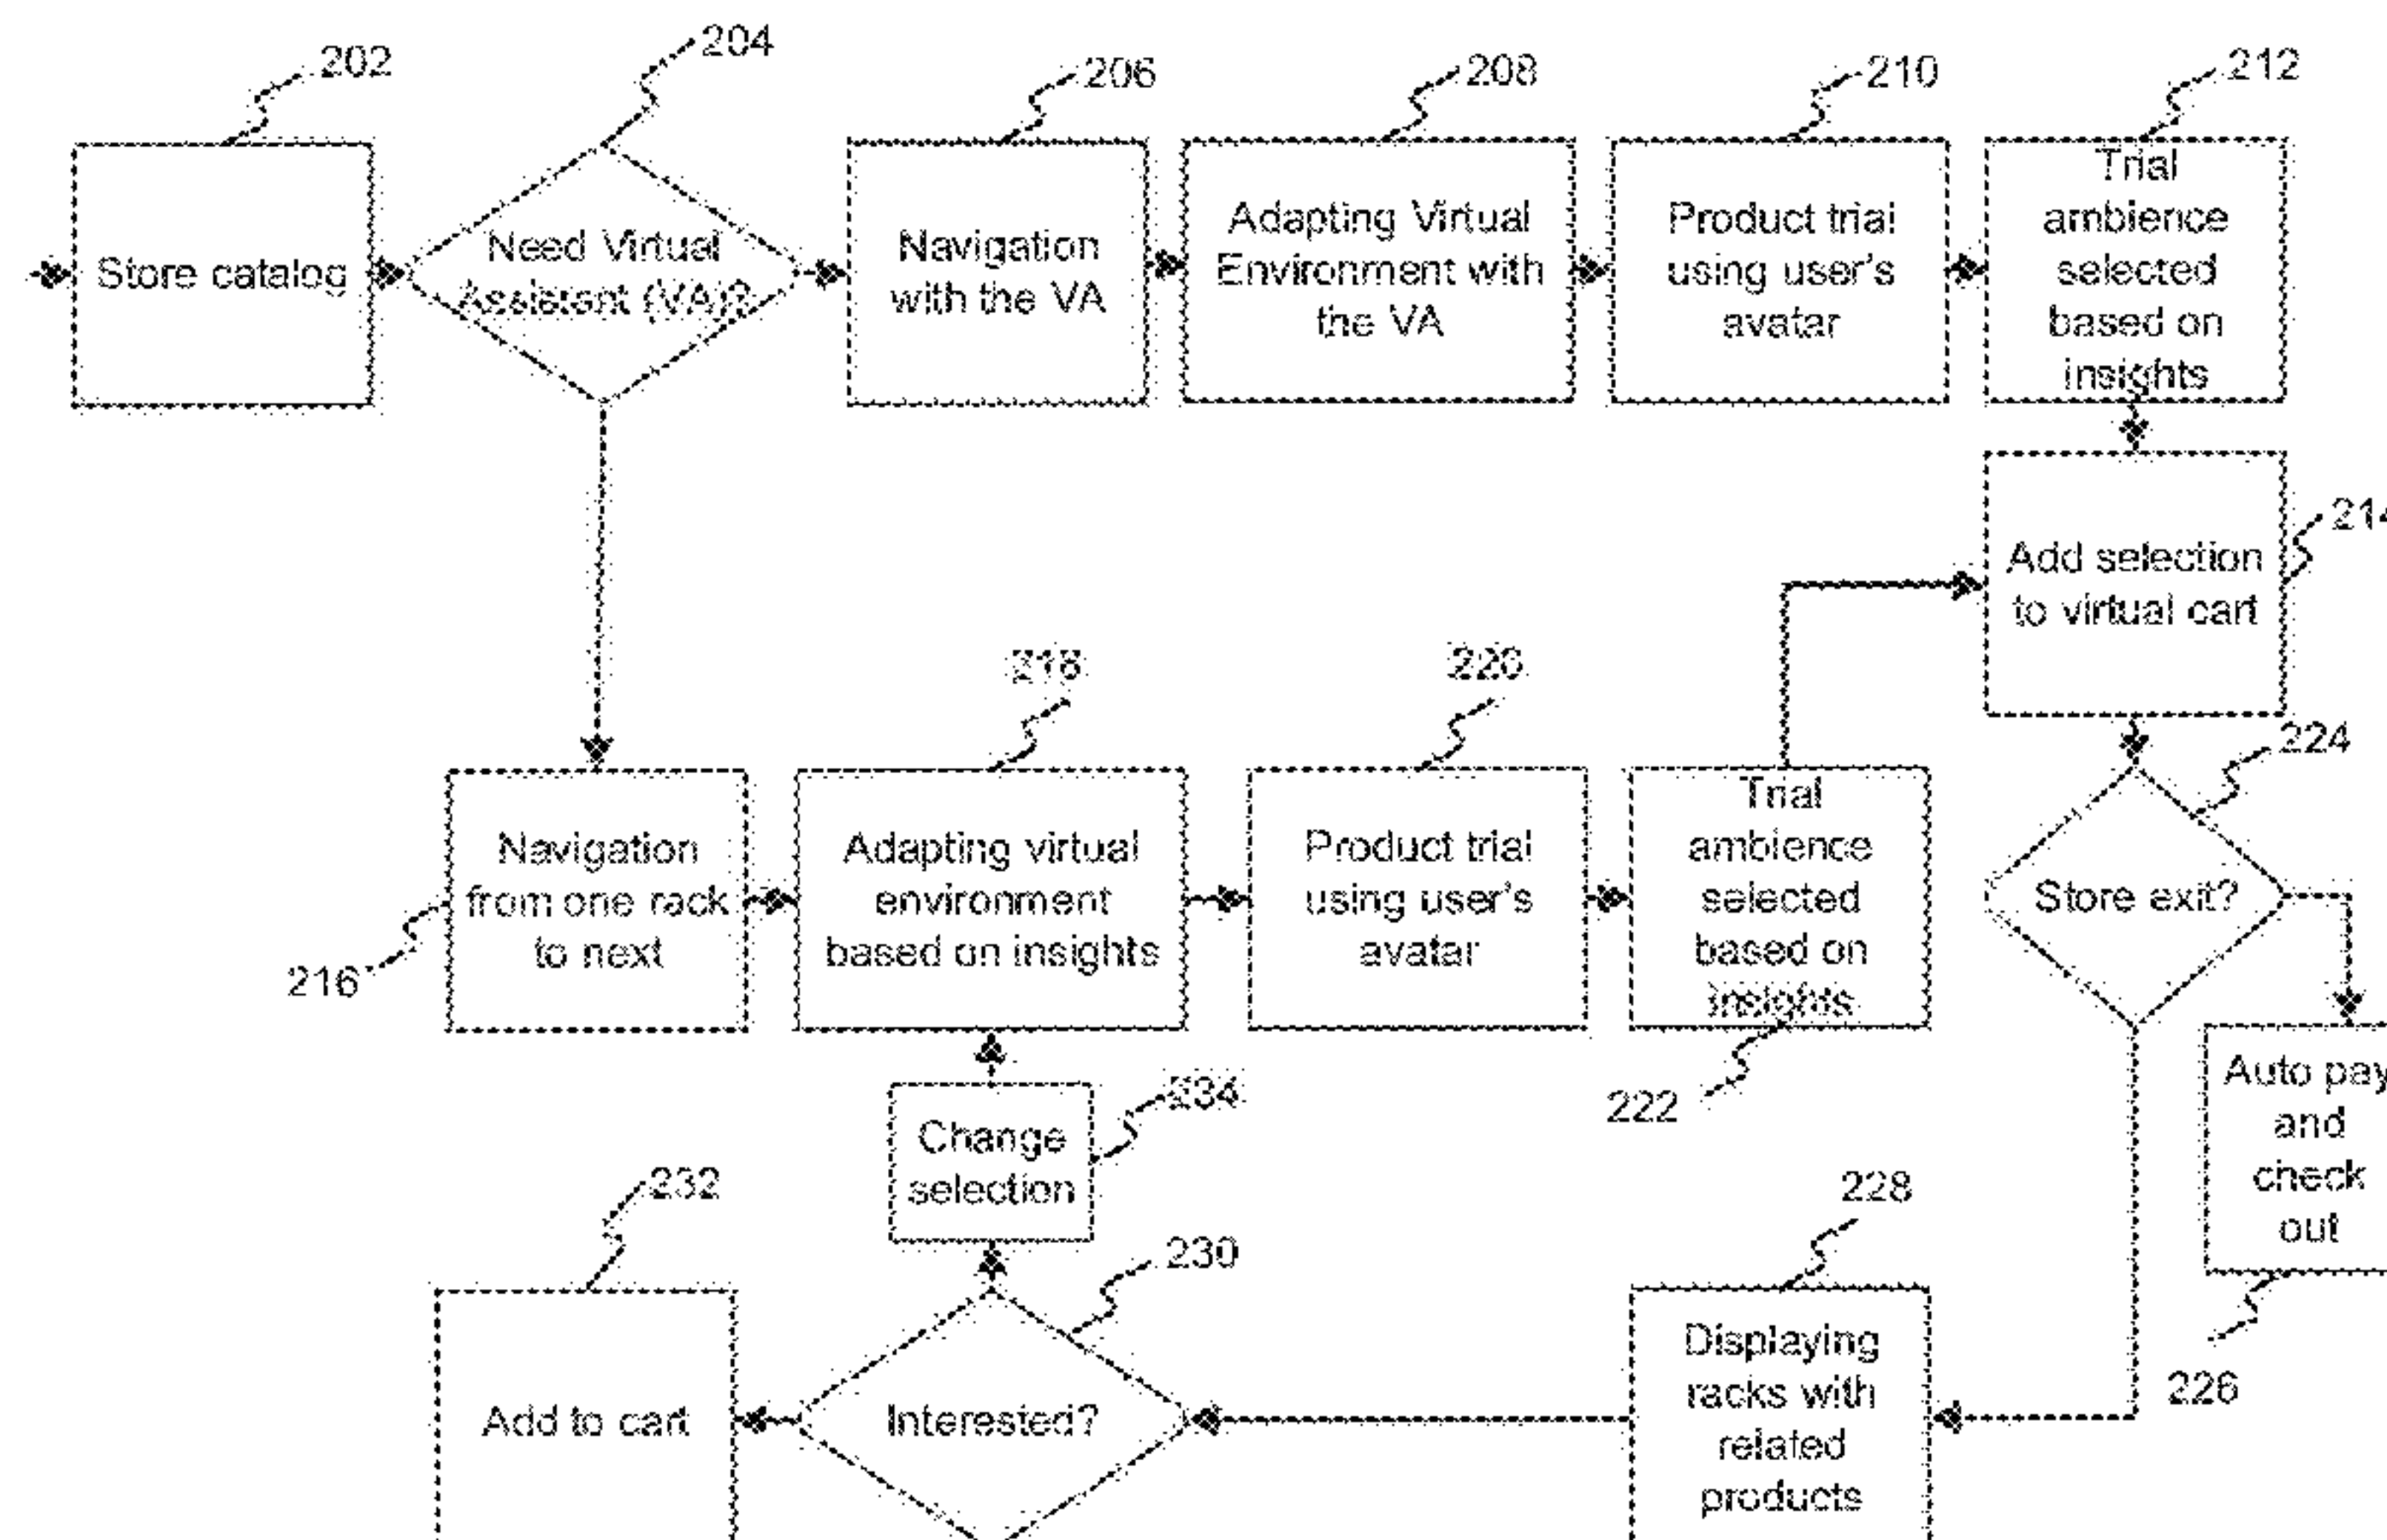 202
204
206
208
210
212
Store catalog
Need Virtual
Assistant (VA)?
Navigation
with the VA
Adapting Virtual
Environment with
the VA
Product trial
using user's
avatar
Trial
ambience
selected
based on
insights
214
Add selection
to virtual cart
218
220
224
Navigation
from one rack
to next
216
Adapting virtual
environment
based on insights
Product trial
using user's
avatar
Trial
ambience
selected
based on
insights
222
Store exit?
Auto pay
and
check
out
226
234
Change
selection
232
230
228
Add to cart
Interested?
Displaying
racks with
related
products